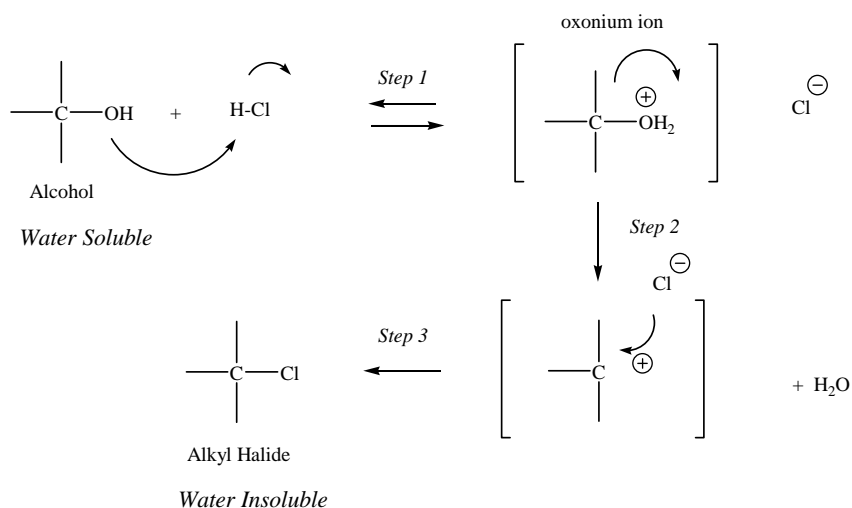 oxonium ion
C OH + H-Cl
Step 1
C OH₂ ⊕
Cl ⊖
Alcohol
Water Soluble
Step 2
Cl ⊖
C Cl
Step 3
C ⊕
+ H₂O
Alkyl Halide
Water Insoluble